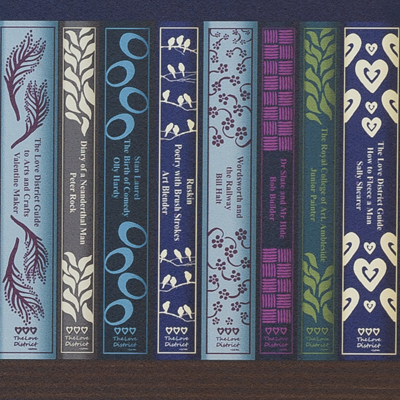 The Love District Guide
to Arts and Crafts
Valentine Maker
The Love
District
Diary of a Neanderthal Man
Peter Rock
The Love
District
Stan Laurel
The Birth of Comedy
Olly Hardy
The Love
District
Ruskin
Poetry with Brush Strokes
Art Blender
The Love
District
Wordsworth and
the Railway
Bill Halt
The Love
District
Dr Slate and Mr Hide
Rob Builder
The Love
District
The Royal College of Art, Ambleside
Junior Painter
The Love
District
The Love District Guide
How to Fleece a Man
Sally Shearer
The Love
District